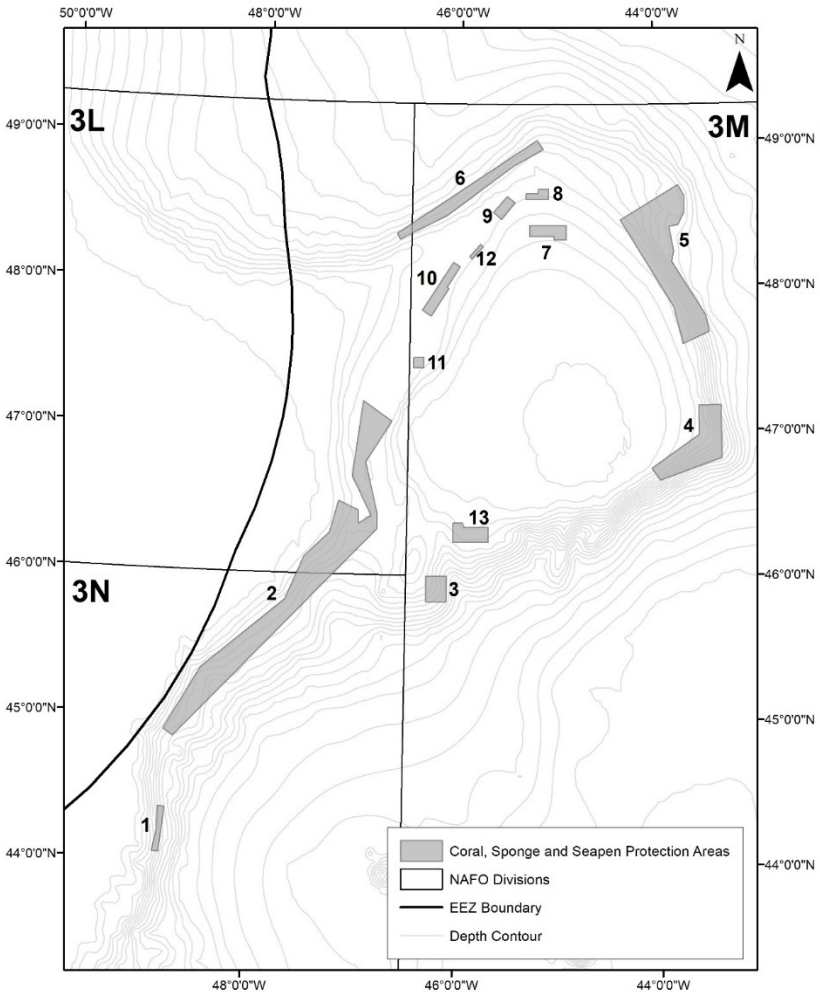 50°0'0"W
48°0'0"W
46°0'0"W
44°0'0"W
N
3L
3M
49°0'0"N
49°0'0"N
6
8
9
5
7
12
48°0'0"N
48°0'0"N
10
11
47°0'0"N
47°0'0"N
4
13
46°0'0"N
46°0'0"N
3N
2
3
45°0'0"N
45°0'0"N
1
44°0'0"N
44°0'0"N
Coral, Sponge and Seapen Protection Areas
NAFO Divisions
EEZ Boundary
Depth Contour
48°0'0"W
46°0'0"W
44°0'0"W